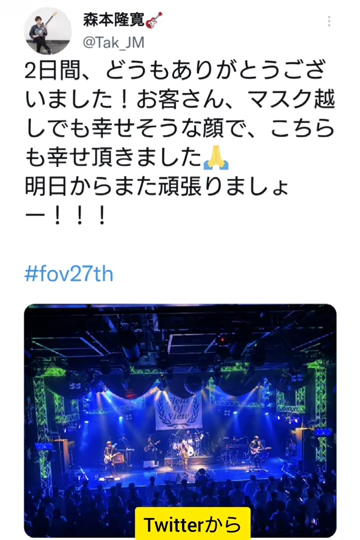 森本隆寛🎸
@Tak_JM
2日間、どうもありがとうござ
いました！お客さん、マスク越
しでも幸せそうな顔で、こちら
も幸せ頂きました🙏
明日からまた頑張りましょ
ー！！！
#fov27th
field of view
Twitterから